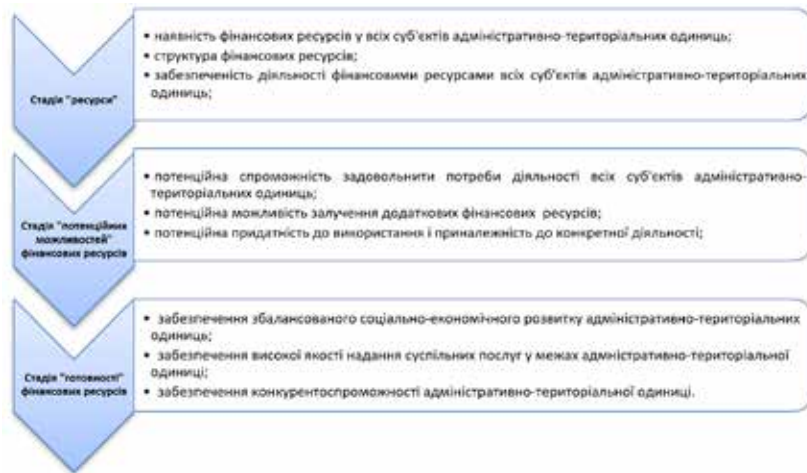 Стадія "ресурси"
• наявність фінансових ресурсів у всіх суб'єктів адміністративно-територіальних одиниць;
• структура фінансових ресурсів;
• забезпеченість діяльності фінансовими ресурсами всіх суб'єктів адміністративно-територіальних
одиниць;
Стадія "потенційних
можливостей"
фінансових ресурсів
• потенційна спроможність задовольнити потреби діяльності всіх суб'єктів адміністративно-
територіальних одиниць;
• потенційна можливість залучення додаткових фінансових ресурсів;
• потенційна придатність до використання і приналежність до конкретної діяльності;
Стадія "готовності"
фінансових ресурсів
• забезпечення збалансованого соціально-економічного розвитку адміністративно-територіальних
одиниць;
• забезпечення високої якості надання суспільних послуг у межах адміністративно-територіальної
одиниці;
• забезпечення конкурентоспроможності адміністративно-територіальної одиниці.